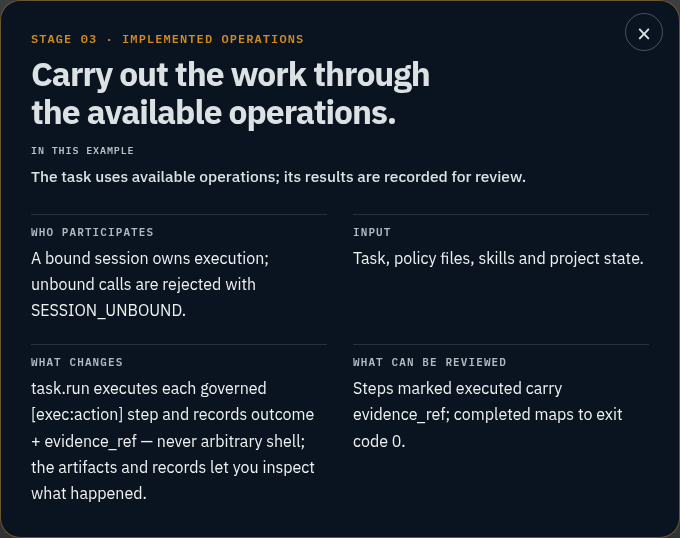 STAGE 03 · IMPLEMENTED OPERATIONS
Carry out the work through
the available operations.
IN THIS EXAMPLE
The task uses available operations; its results are recorded for review.
WHO PARTICIPATES
A bound session owns execution;
unbound calls are rejected with
SESSION_UNBOUND.
INPUT
Task, policy files, skills and project state.
WHAT CHANGES
task.run executes each governed
[exec:action] step and records outcome
+ evidence_ref — never arbitrary shell;
the artifacts and records let you inspect
what happened.
WHAT CAN BE REVIEWED
Steps marked executed carry
evidence_ref; completed maps to exit
code 0.